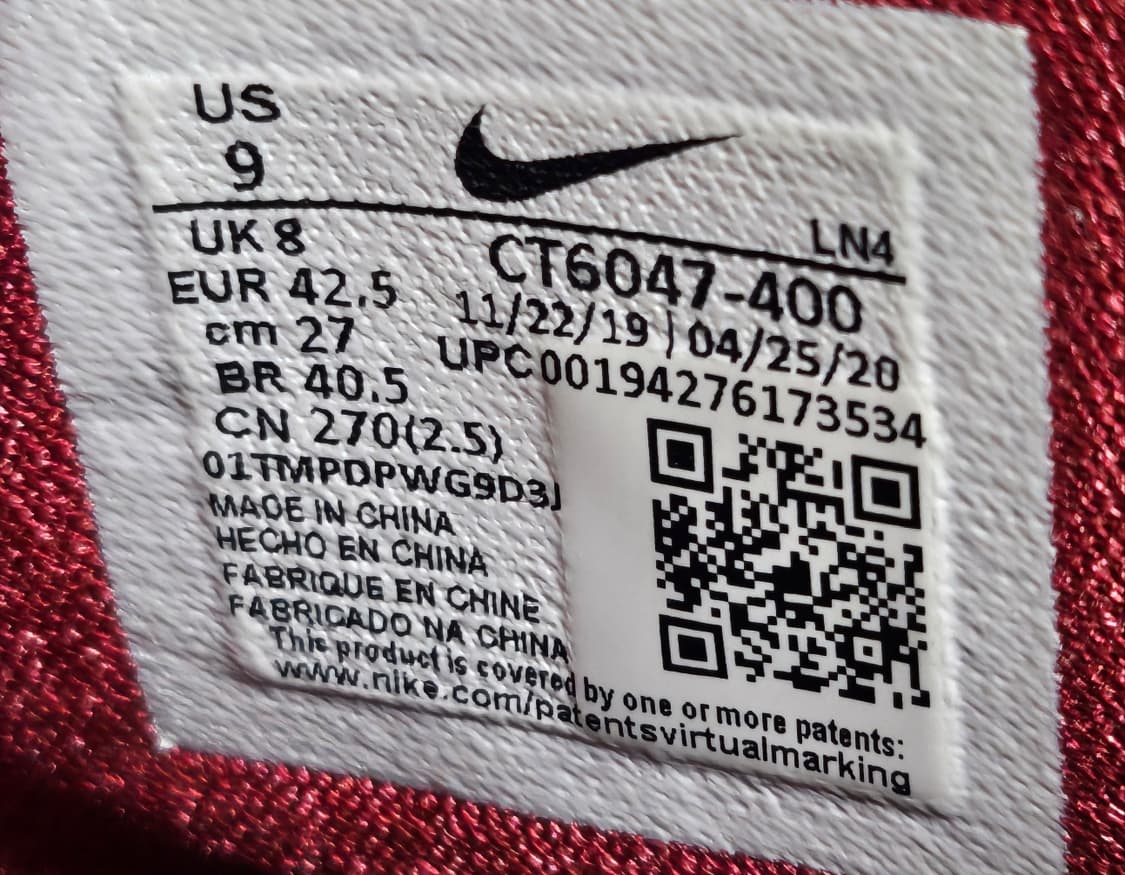 US
9
LN4
UK 8
EUR 42.5
cm 27
BR 40.5
CN 270(2.5)
01TMPDPWG9D3J
MADE IN CHINA
HECHO EN CHINA
FABRIQUE EN CHINE
FABRICADO NA CHINA
CT6047-400
11/22/19 | 04/25/20
UPC00194276173534
This product is covered by one or more patents:
www.nike.com/patentsvirtualmarking